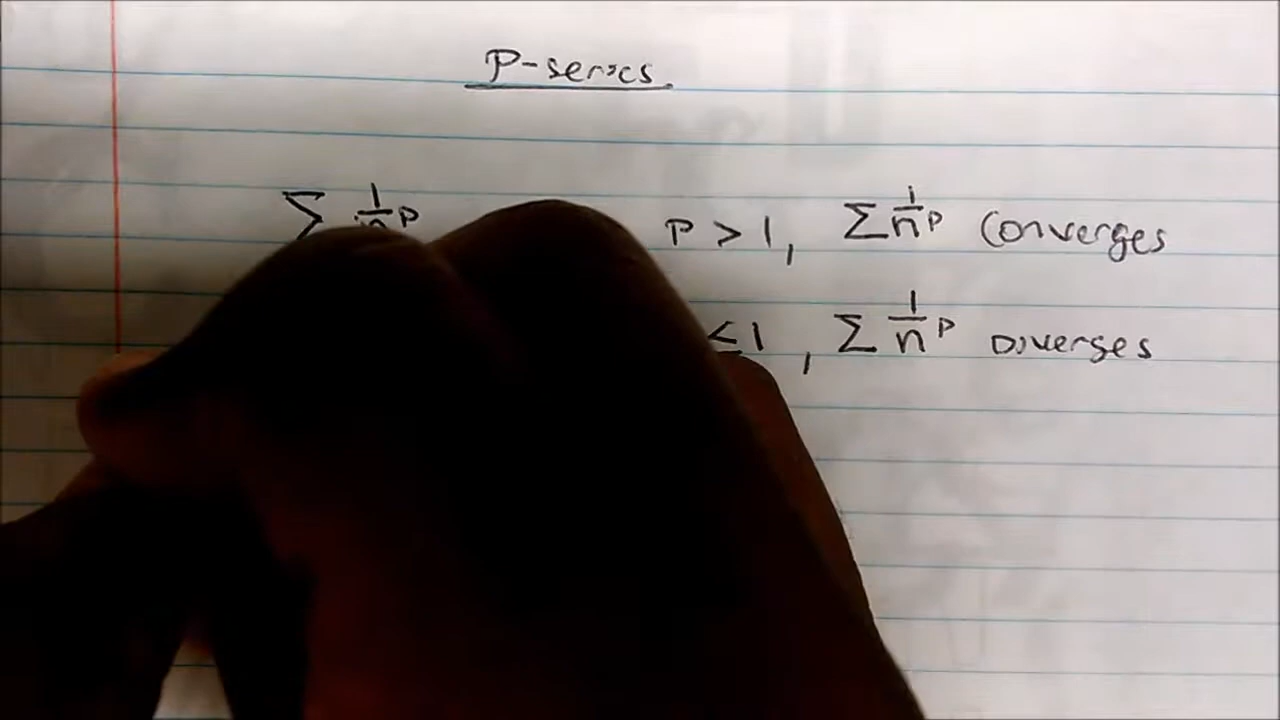 P-series
∑ 1/n^p P > 1, ∑ 1/n^p Converges
≤ 1, ∑ 1/n^p Diverges